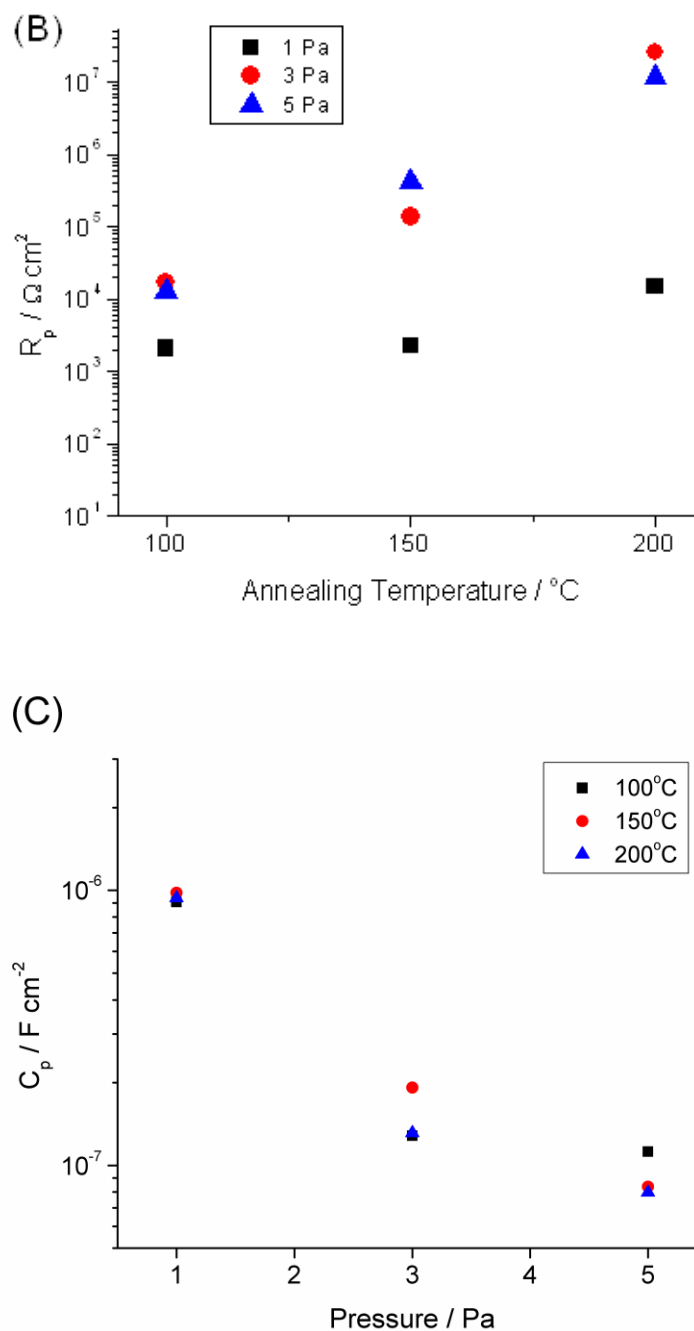 (B)
1 Pa
3 Pa
5 Pa
10⁷
10⁶
10⁵
10⁴
10³
10²
10¹
R_p / Ω cm²
100 150 200
Annealing Temperature / °C
(C)
100°C
150°C
200°C
10⁻⁶
10⁻⁷
C_p / F cm⁻²
1 2 3 4 5
Pressure / Pa